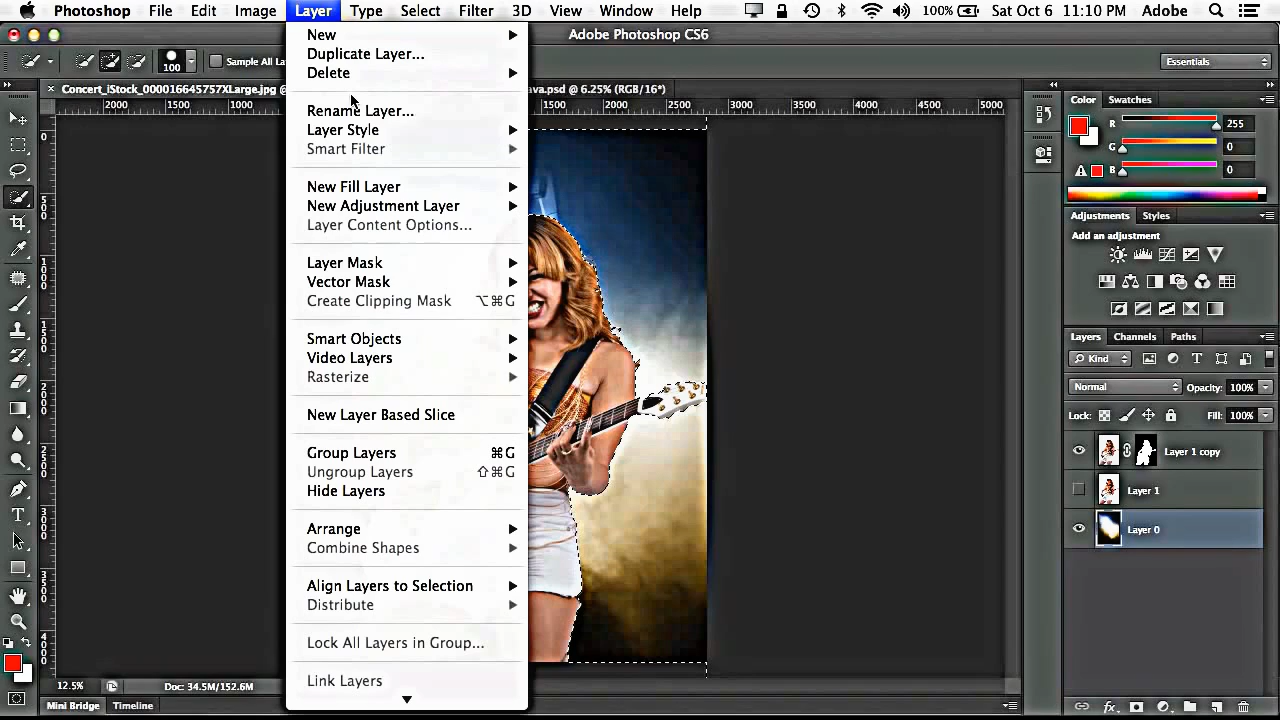 Photoshop File Edit Image Layer Type Select Filter 3D View Window Help 100% Sat Oct 6 11:10 PM Adobe
Adobe Photoshop CS6
100 Sample All La
Essentials
Concert_iStock_000016645757XLarge.jpg @
ava.psd @ 6.25% (RGB/16*)
2000 1500 1000 1500 2000 2500 3000 3500 4000 4500 5000
New
Duplicate Layer...
Delete
Rename Layer...
Layer Style
Smart Filter
New Fill Layer
New Adjustment Layer
Layer Content Options...
Layer Mask
Vector Mask
Create Clipping Mask ⌥⌘G
Smart Objects
Video Layers
Rasterize
New Layer Based Slice
Group Layers ⌘G
Ungroup Layers ⇧⌘G
Hide Layers
Arrange
Combine Shapes
Align Layers to Selection
Distribute
Lock All Layers in Group...
Link Layers
Color Swatches
R 255
G 0
B 0
Adjustments Styles
Add an adjustment
Layers Channels Paths
Kind
Normal Opacity: 100%
Lock: Fill: 100%
Layer 1 copy
Layer 1
Layer 0
12.5% Doc: 34.5M/152.6M
Mini Bridge Timeline